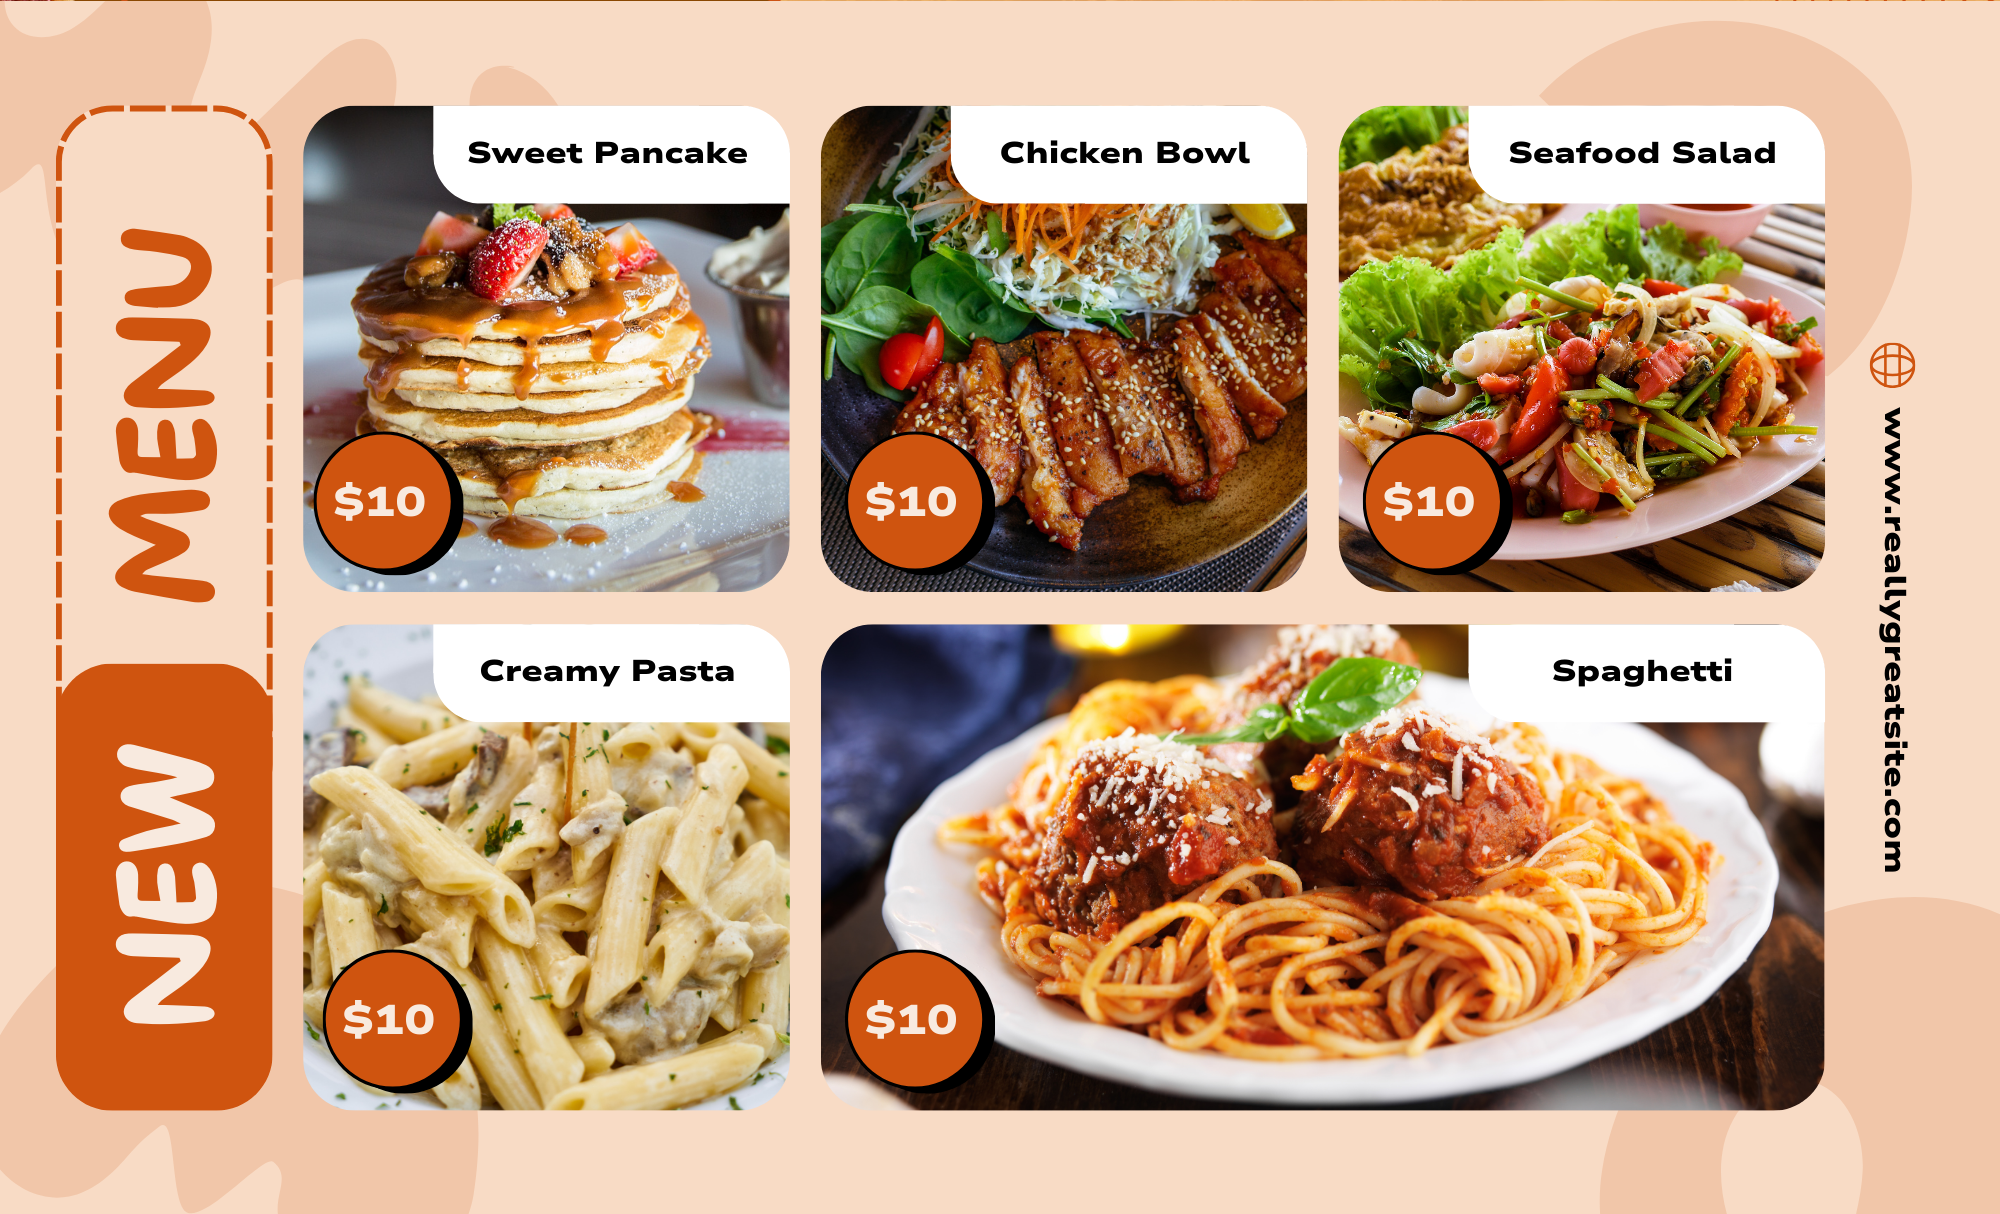 NEW MENU
Sweet Pancake
$10
Chicken Bowl
$10
Seafood Salad
$10
Creamy Pasta
$10
Spaghetti
$10
www.reallygreatsite.com